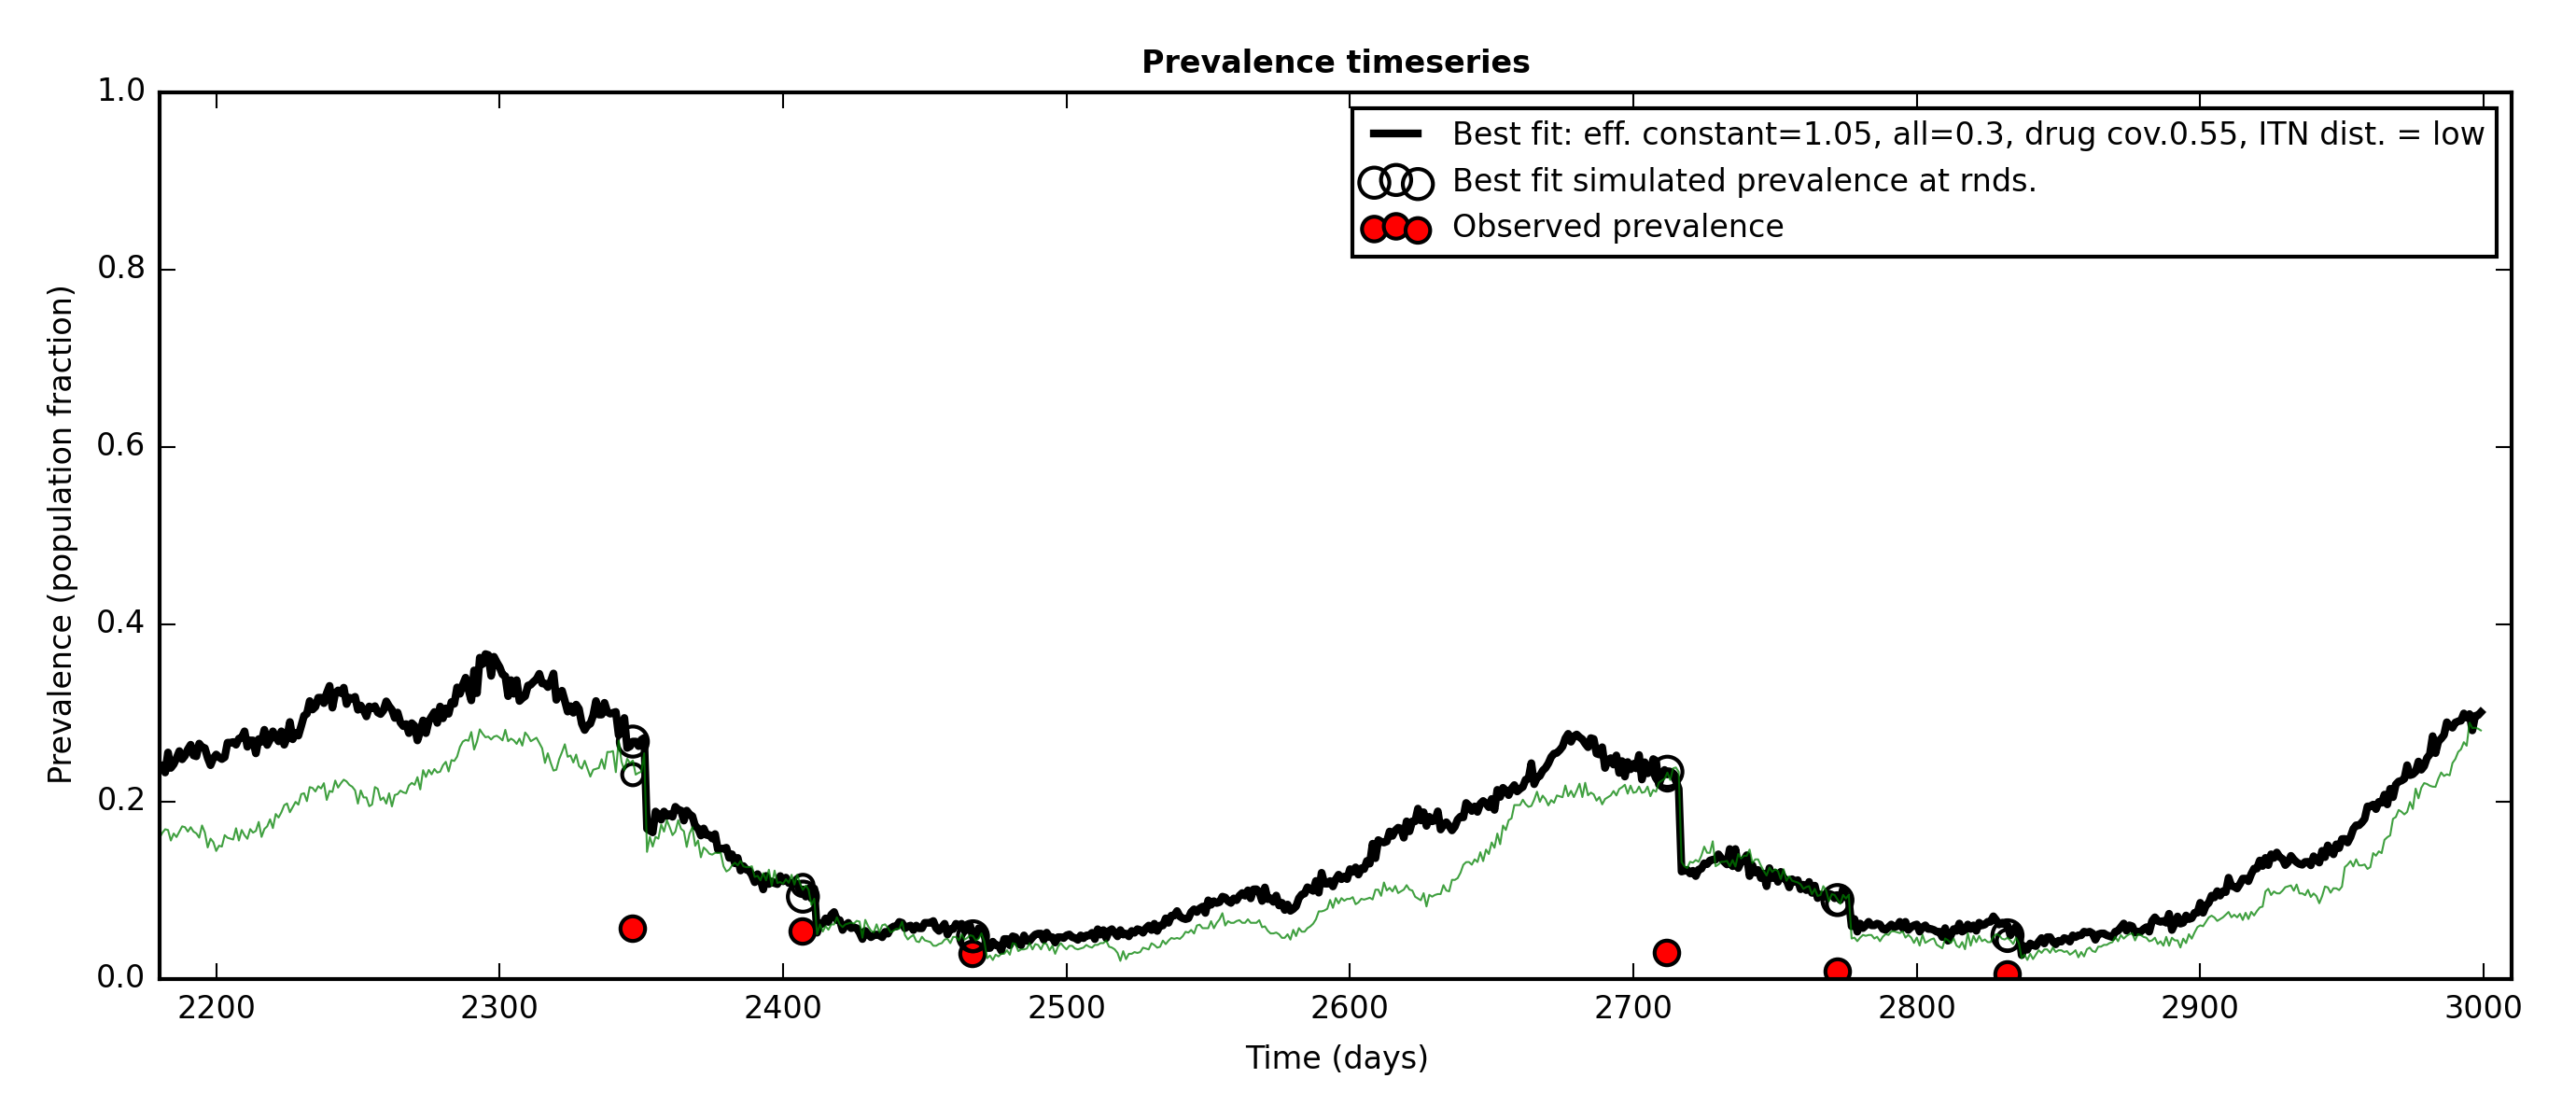 Prevalence timeseries
1.0
0.8
0.6
0.4
0.2
0.0
Prevalence (population fraction)
Best fit: eff. constant=1.05, all=0.3, drug cov.0.55, ITN dist. = low
Best fit simulated prevalence at rnds.
Observed prevalence
2200 2300 2400 2500 2600 2700 2800 2900 3000
Time (days)